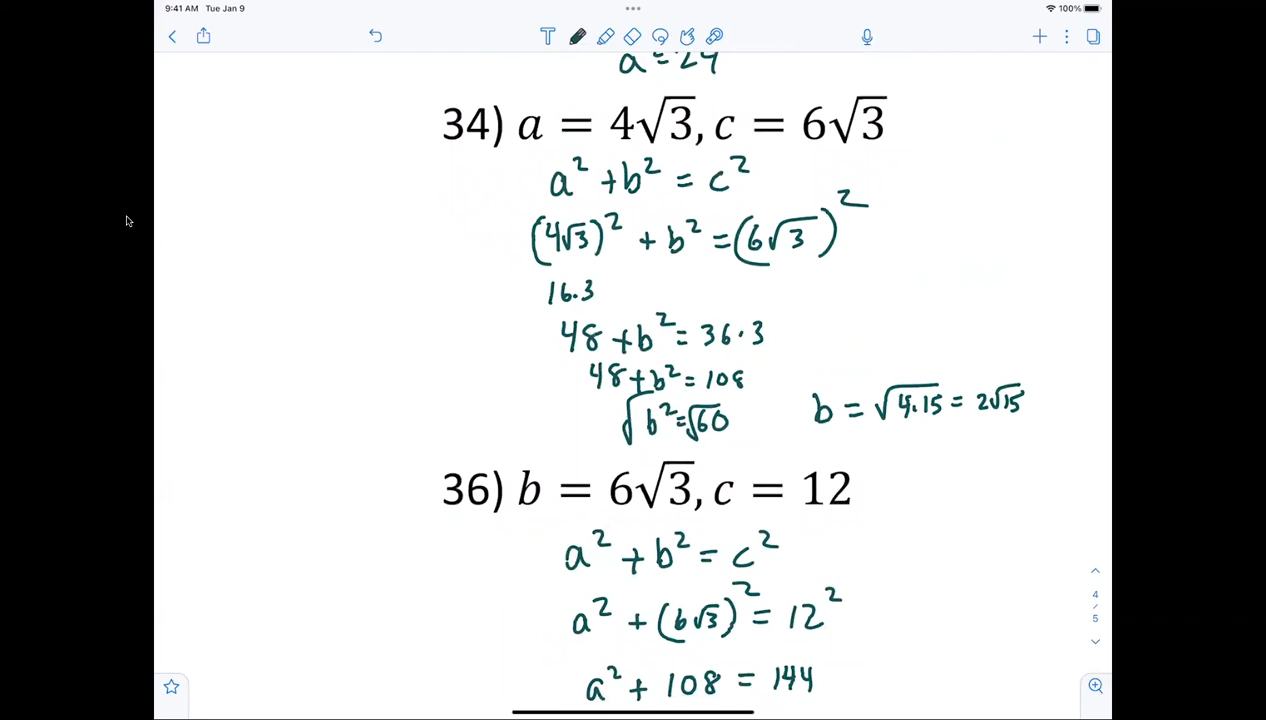 9:41 AM Tue Jan 9
100%
a = 24
34) a = 4√3, c = 6√3
a² + b² = c²
(4√3)² + b² = (6√3)²
16·3
48 + b² = 36·3
48 + b² = 108
√b² = √60
b = √4·15 = 2√15
36) b = 6√3, c = 12
a² + b² = c²
a² + (6√3)² = 12²
a² + 108 = 144
4
/
5